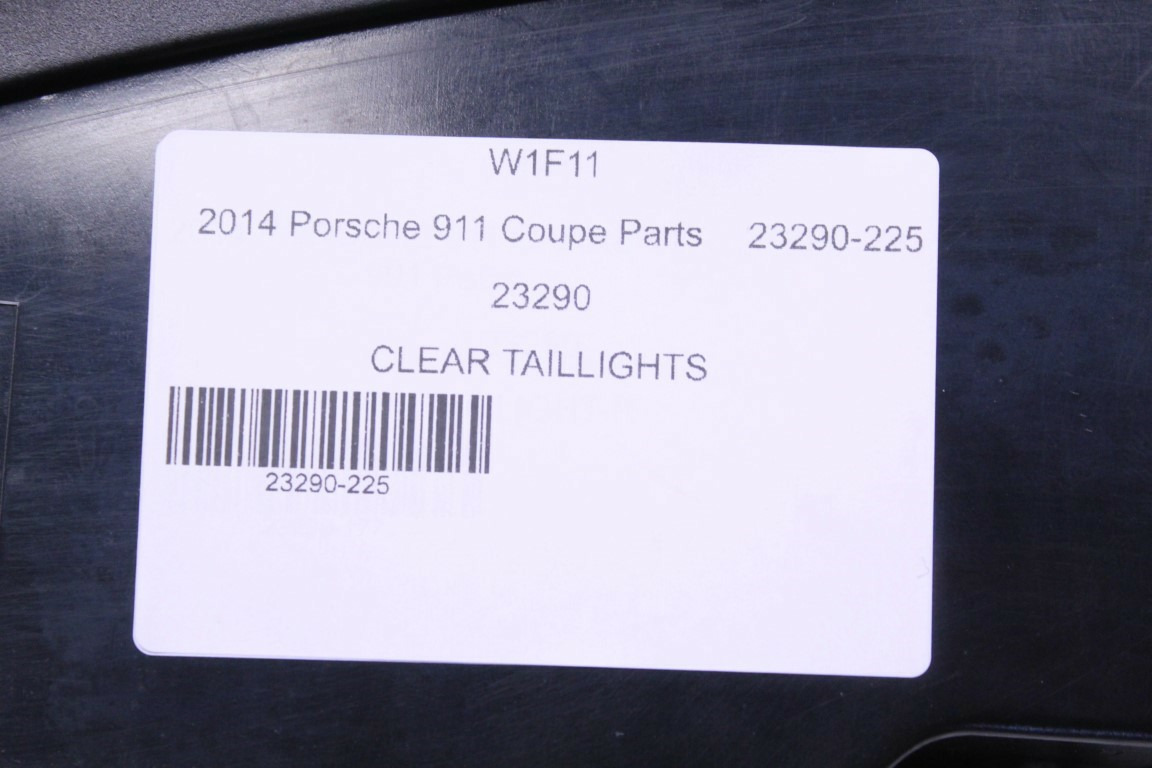 W1F11
2014 Porsche 911 Coupe Parts 23290-225
23290
CLEAR TAILLIGHTS
23290-225